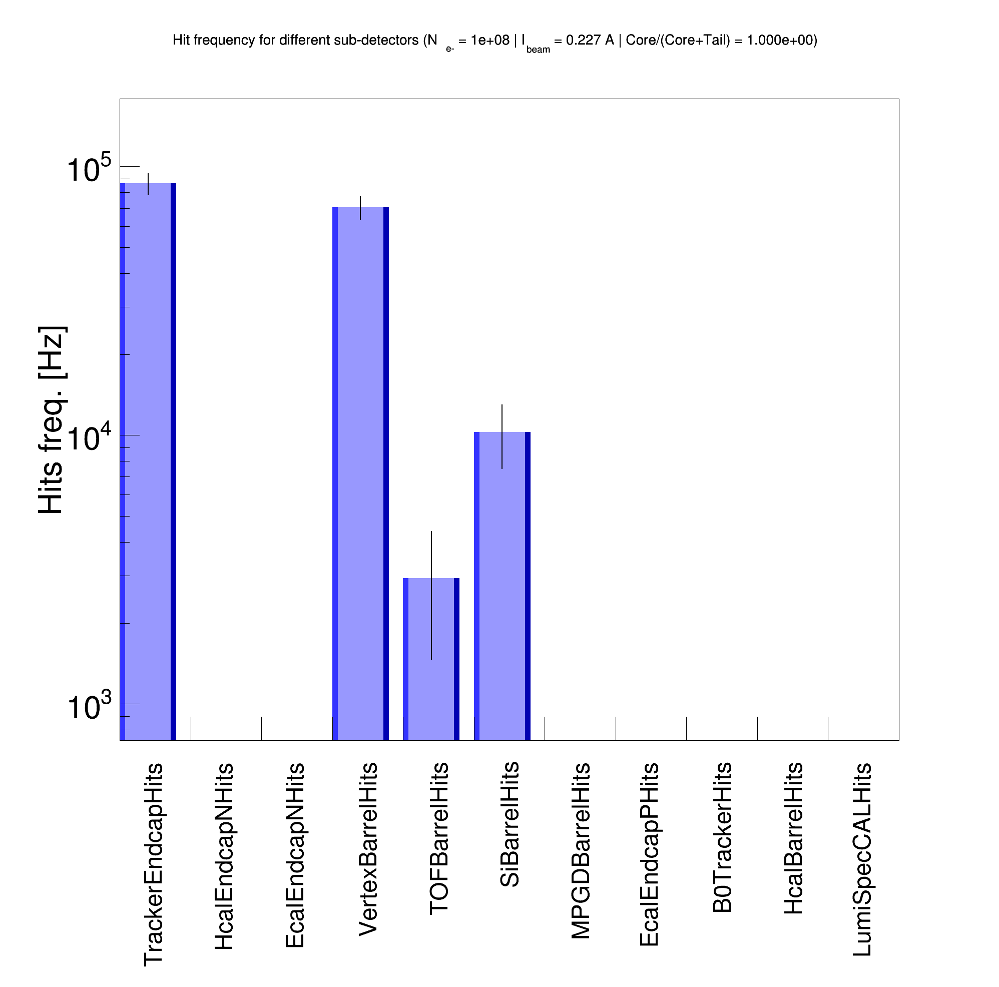 Hit frequency for different sub-detectors (N e- = 1e+08 | I beam = 0.227 A | Core/(Core+Tail) = 1.000e+00)
Hits freq. [Hz]
10^5
10^4
10^3
TrackerEndcapHits
HcalEndcapNHits
EcalEndcapNHits
VertexBarrelHits
TOFBarrelHits
SiBarrelHits
MPGDBarrelHits
EcalEndcapPHits
B0TrackerHits
HcalBarrelHits
LumiSpecCALHits